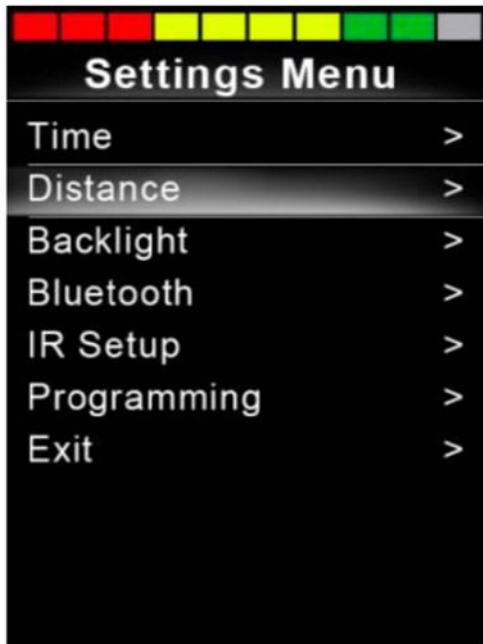 Settings Menu
Time >
Distance >
Backlight >
Bluetooth >
IR Setup >
Programming >
Exit >